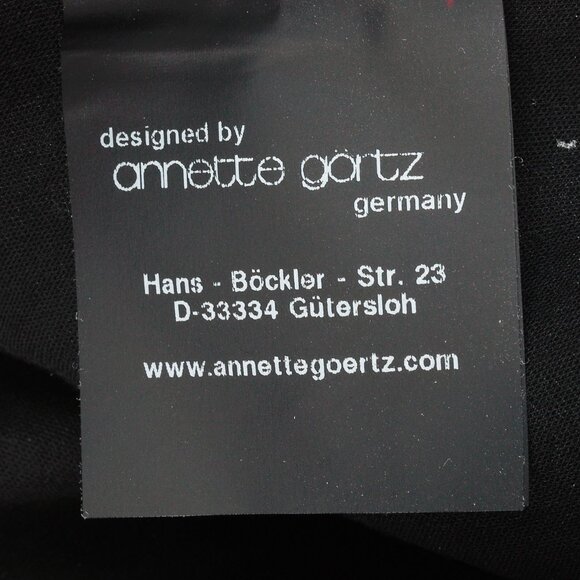 designed by
annette görtz
germany
Hans - Böckler - Str. 23
D-33334 Gütersloh
www.annettegoertz.com